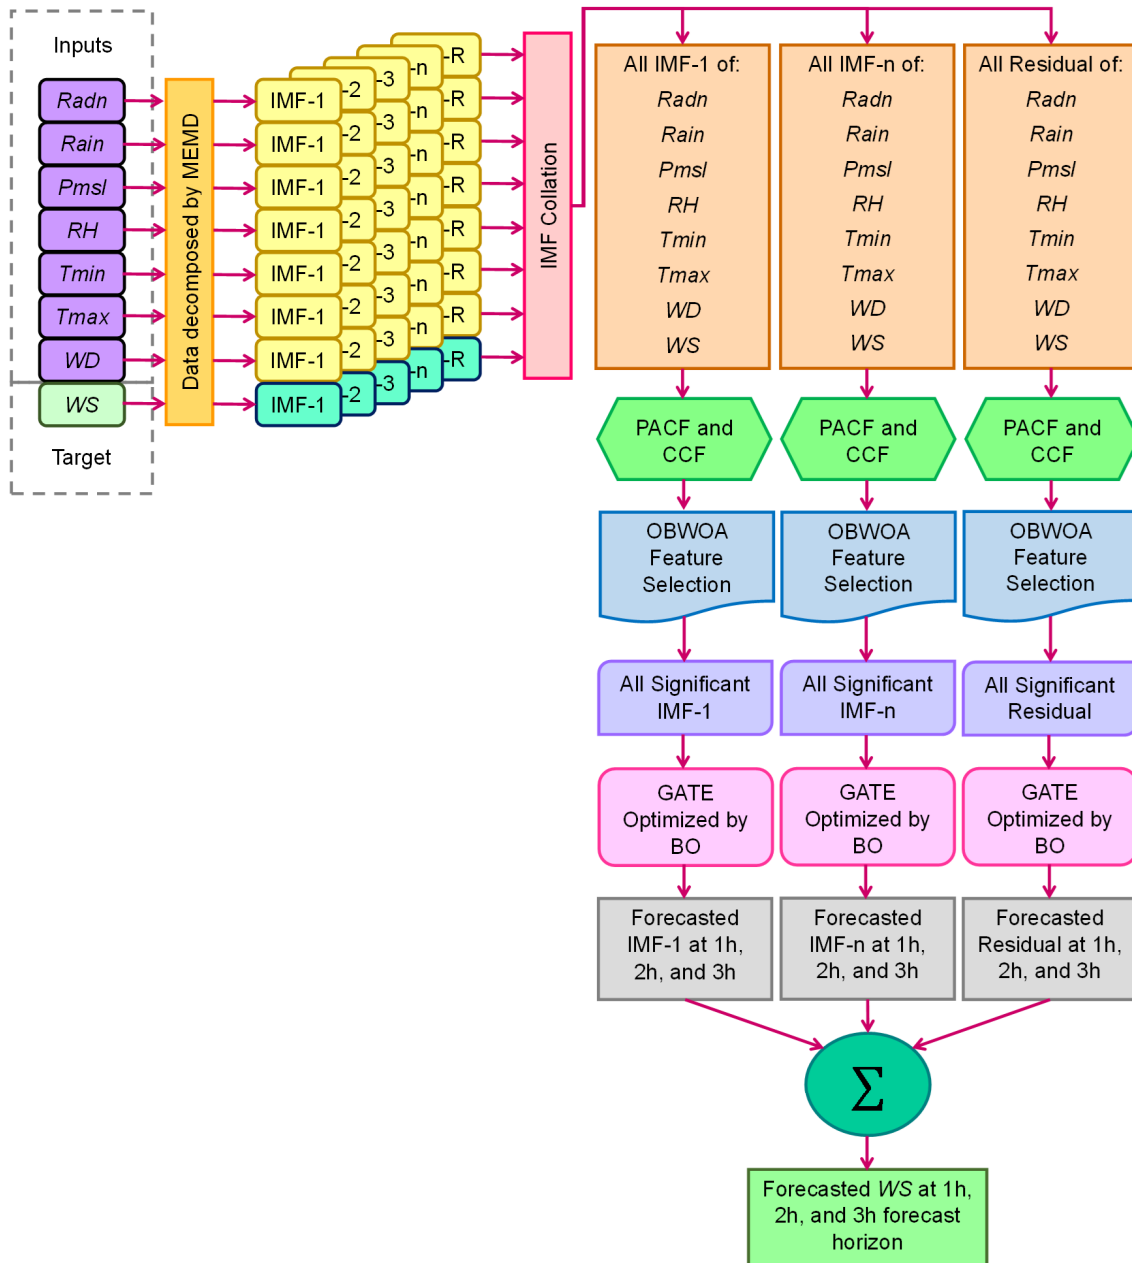 Inputs
Radn
Rain
Pmsl
RH
Tmin
Tmax
WD
WS
Target
Data decomposed by MEMD
IMF-1
-2
-3
-n
-R
IMF-1
-2
-3
-n
-R
IMF-1
-2
-3
-n
-R
IMF-1
-2
-3
-n
-R
IMF-1
-2
-3
-n
-R
IMF-1
-2
-3
-n
-R
IMF-1
-2
-3
-n
-R
IMF-1
-2
-3
-n
-R
IMF Collation
All IMF-1 of:
Radn
Rain
Pmsl
RH
Tmin
Tmax
WD
WS
All IMF-n of:
Radn
Rain
Pmsl
RH
Tmin
Tmax
WD
WS
All Residual of:
Radn
Rain
Pmsl
RH
Tmin
Tmax
WD
WS
PACF and
CCF
PACF and
CCF
PACF and
CCF
OBWOA
Feature
Selection
OBWOA
Feature
Selection
OBWOA
Feature
Selection
All Significant
IMF-1
All Significant
IMF-n
All Significant
Residual
GATE
Optimized by
BO
GATE
Optimized by
BO
GATE
Optimized by
BO
Forecasted
IMF-1 at 1h,
2h, and 3h
Forecasted
IMF-n at 1h,
2h, and 3h
Forecasted
Residual at 1h,
2h, and 3h
Σ
Forecasted WS at 1h,
2h, and 3h forecast
horizon